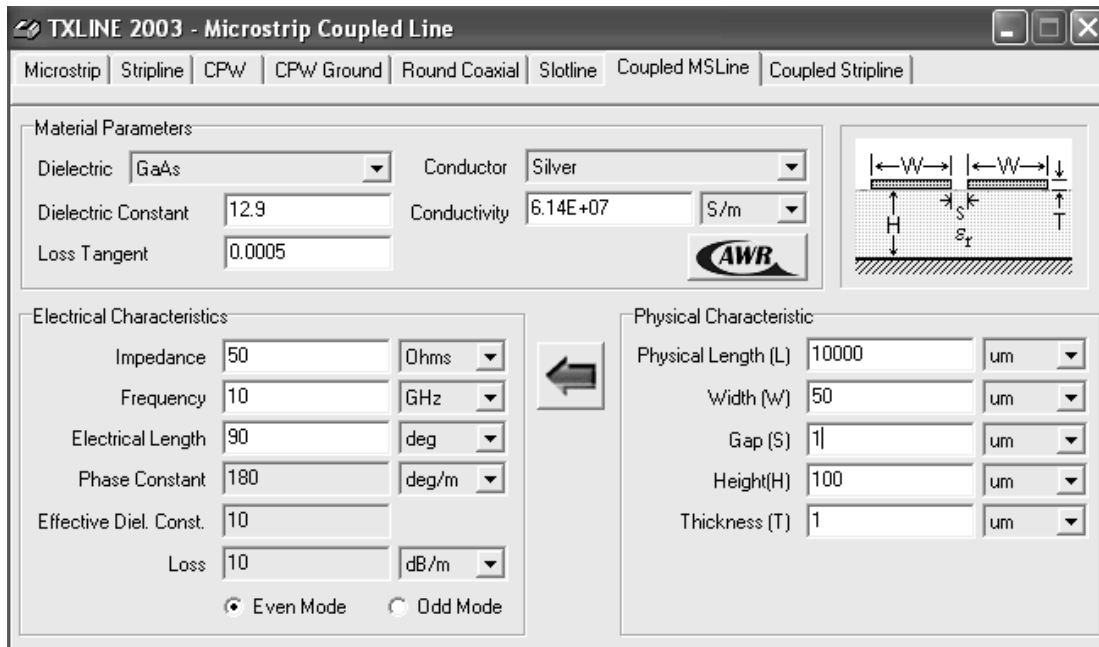 TXLINE 2003 - Microstrip Coupled Line
Microstrip Stripline CPW CPW Ground Round Coaxial Slotline Coupled MSLine Coupled Stripline
Material Parameters
Dielectric GaAs Conductor Silver
Dielectric Constant 12.9 Conductivity 6.14E+07 S/m
Loss Tangent 0.0005
AWR
W W
S
T
H
εr
Electrical Characteristics
Impedance 50 Ohms
Frequency 10 GHz
Electrical Length 90 deg
Phase Constant 180 deg/m
Effective Diel. Const. 10
Loss 10 dB/m
Even Mode Odd Mode
Physical Characteristic
Physical Length (L) 10000 um
Width (W) 50 um
Gap (S) 1 um
Height(H) 100 um
Thickness (T) 1 um